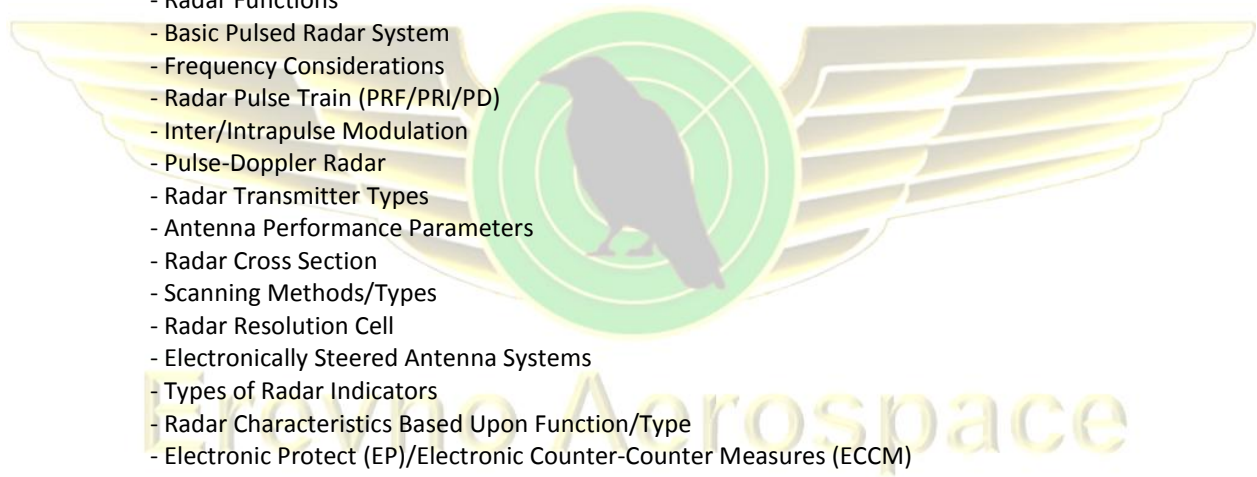 - Radar Functions
- Basic Pulsed Radar System
- Frequency Considerations
- Radar Pulse Train (PRF/PRI/PD)
- Inter/Intrapulse Modulation
- Pulse-Doppler Radar
- Radar Transmitter Types
- Antenna Performance Parameters
- Radar Cross Section
- Scanning Methods/Types
- Radar Resolution Cell
- Electronically Steered Antenna Systems
- Types of Radar Indicators
- Radar Characteristics Based Upon Function/Type
- Electronic Protect (EP)/Electronic Counter-Counter Measures (ECCM)
Aerospace